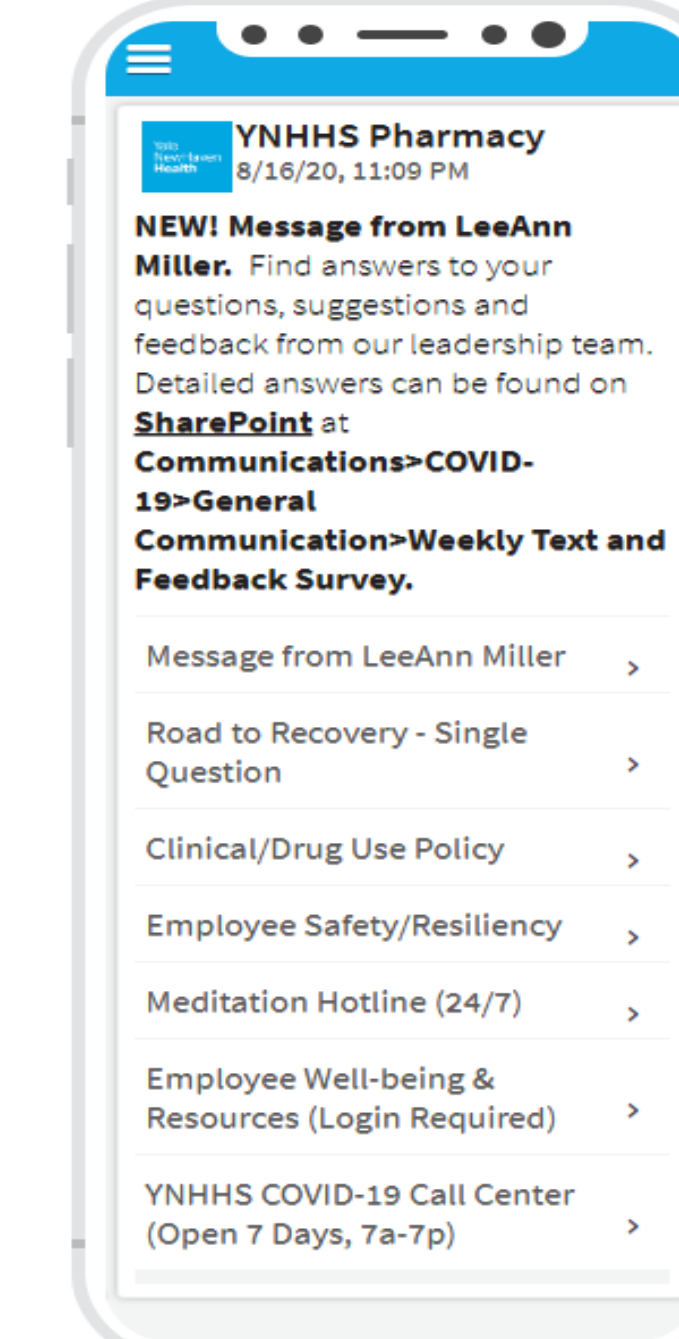 Yale
NewHaven
Health
YNHHS Pharmacy
8/16/20, 11:09 PM
NEW! Message from LeeAnn
Miller. Find answers to your
questions, suggestions and
feedback from our leadership team.
Detailed answers can be found on
SharePoint at
Communications>COVID-
19>General
Communication>Weekly Text and
Feedback Survey.
Message from LeeAnn Miller >
Road to Recovery - Single
Question >
Clinical/Drug Use Policy >
Employee Safety/Resiliency >
Meditation Hotline (24/7) >
Employee Well-being &
Resources (Login Required) >
YNHHS COVID-19 Call Center
(Open 7 Days, 7a-7p) >